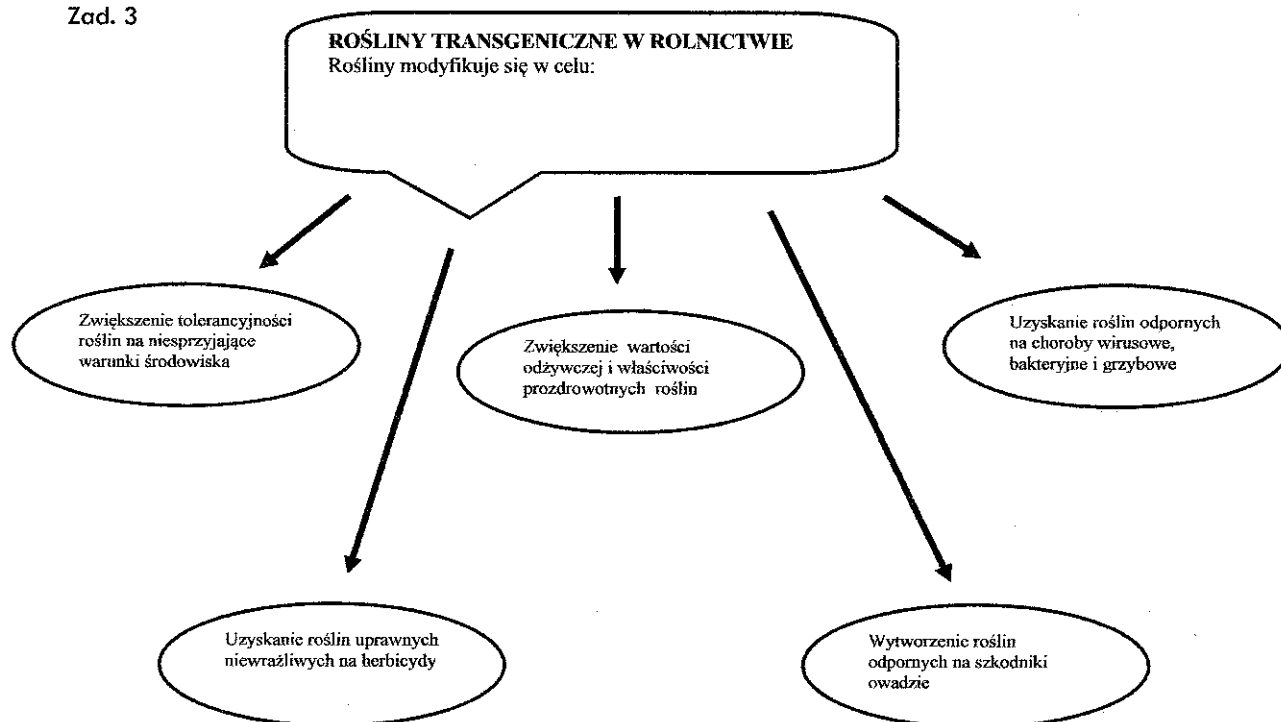 Zad. 3
ROŚLINY TRANSGENICZNE W ROLNICTWIE
Rośliny modyfikuje się w celu:
Zwiększenie tolerancyjności
roślin na niesprzyjające
warunki środowiska
Zwiększenie wartości
odżywczej i właściwości
prozdrowotnych roślin
Uzyskanie roślin odpornych
na choroby wirusowe,
bakteryjne i grzybowe
Uzyskanie roślin uprawnych
niewrażliwych na herbicydy
Wytworzenie roślin
odpornych na szkodniki
owadzie